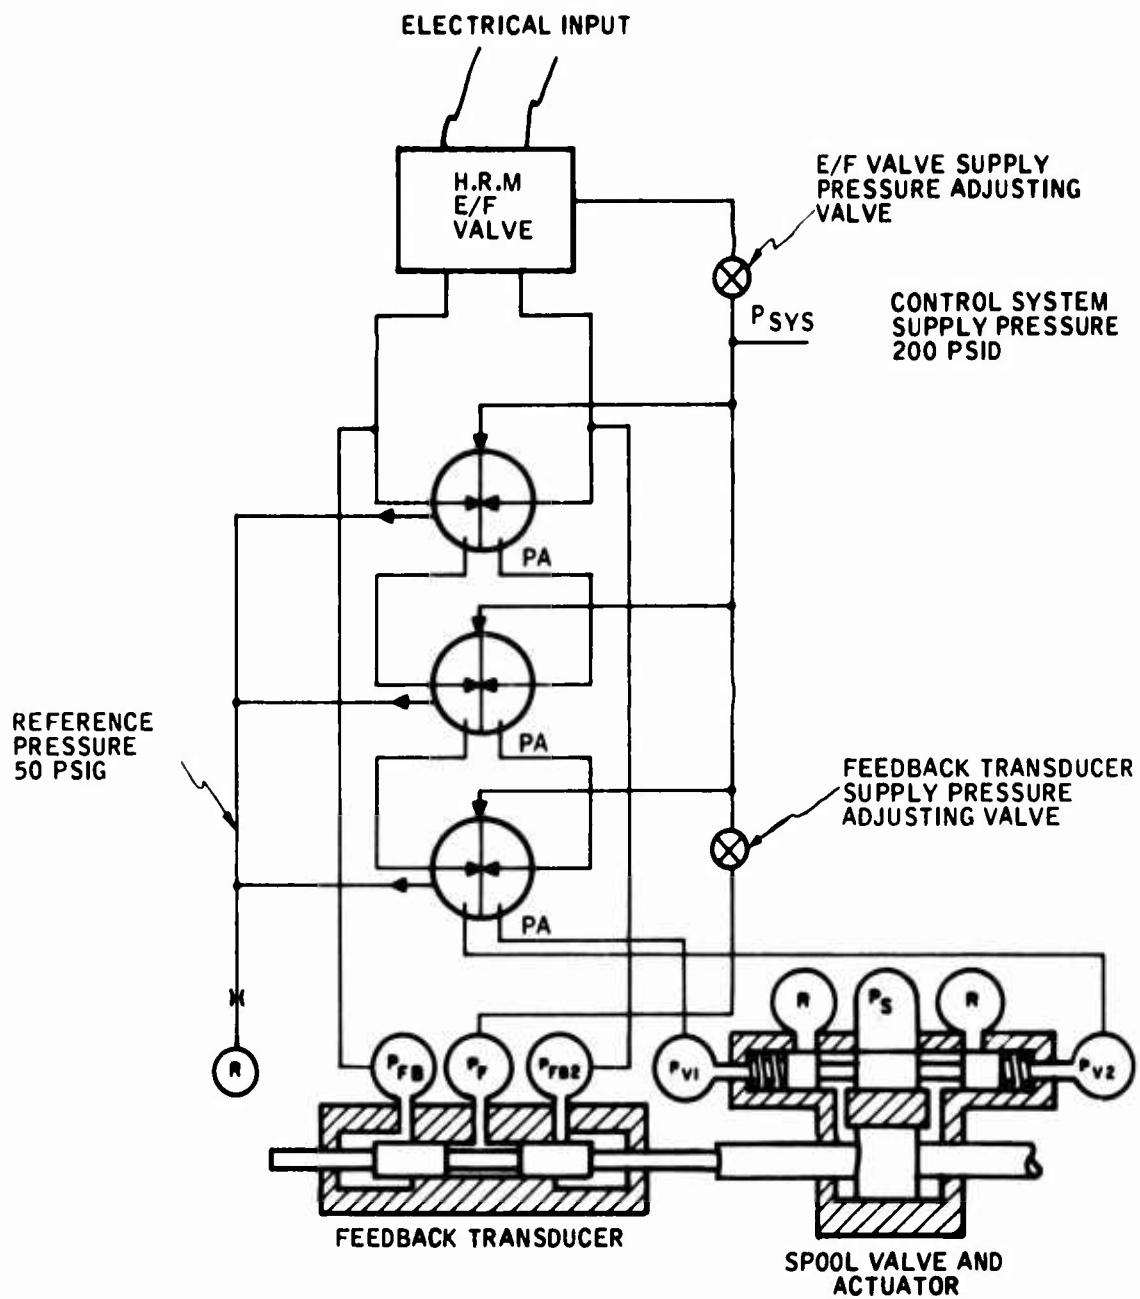 ELECTRICAL INPUT
H.R.M
E/F
VALVE
E/F VALVE SUPPLY
PRESSURE ADJUSTING
VALVE
PSYS
CONTROL SYSTEM
SUPPLY PRESSURE
200 PSID
PA
PA
REFERENCE
PRESSURE
50 PSIG
FEEDBACK TRANSDUCER
SUPPLY PRESSURE
ADJUSTING VALVE
PA
R
PS
R
R
PFB
PF
PFB2
PV1
PV2
FEEDBACK TRANSDUCER
SPOOL VALVE AND
ACTUATOR